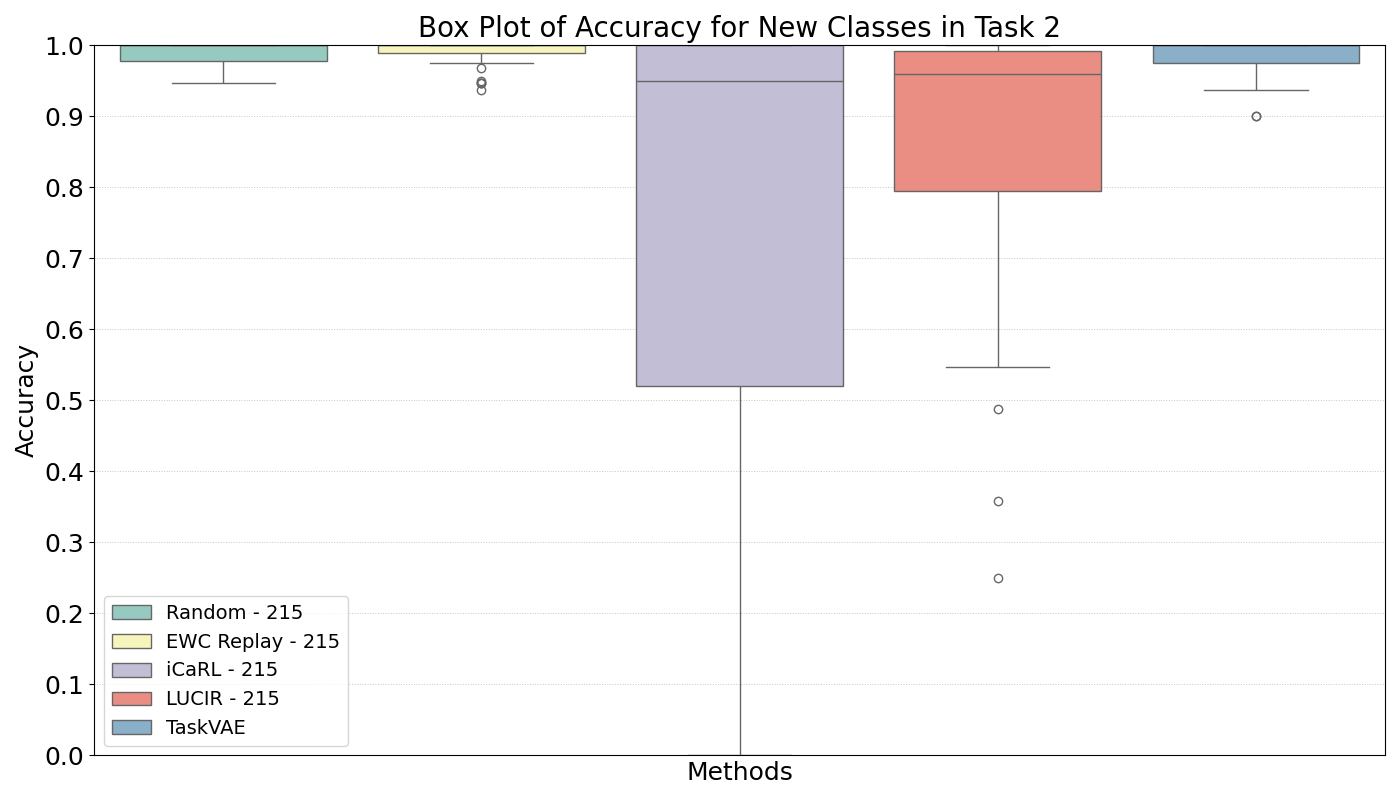 Box Plot of Accuracy for New Classes in Task 2
1.0
0.9
0.8
0.7
0.6
0.5
0.4
0.3
0.2
0.1
0.0
Accuracy
Random - 215
EWC Replay - 215
iCaRL - 215
LUCIR - 215
TaskVAE
Methods